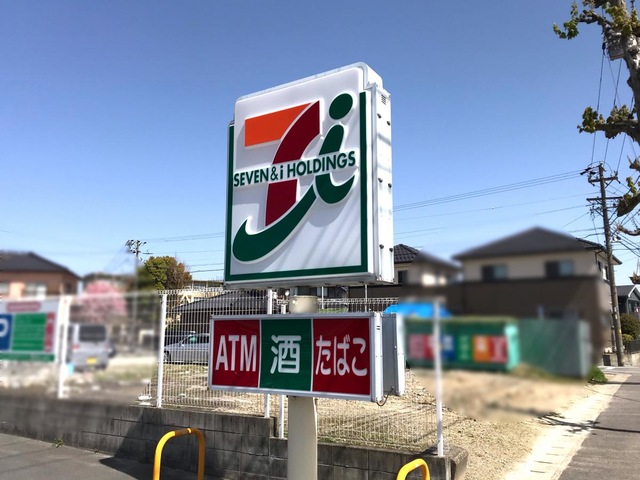 7i
SEVEN&i HOLDINGS
ATM 酒 たばこ
P